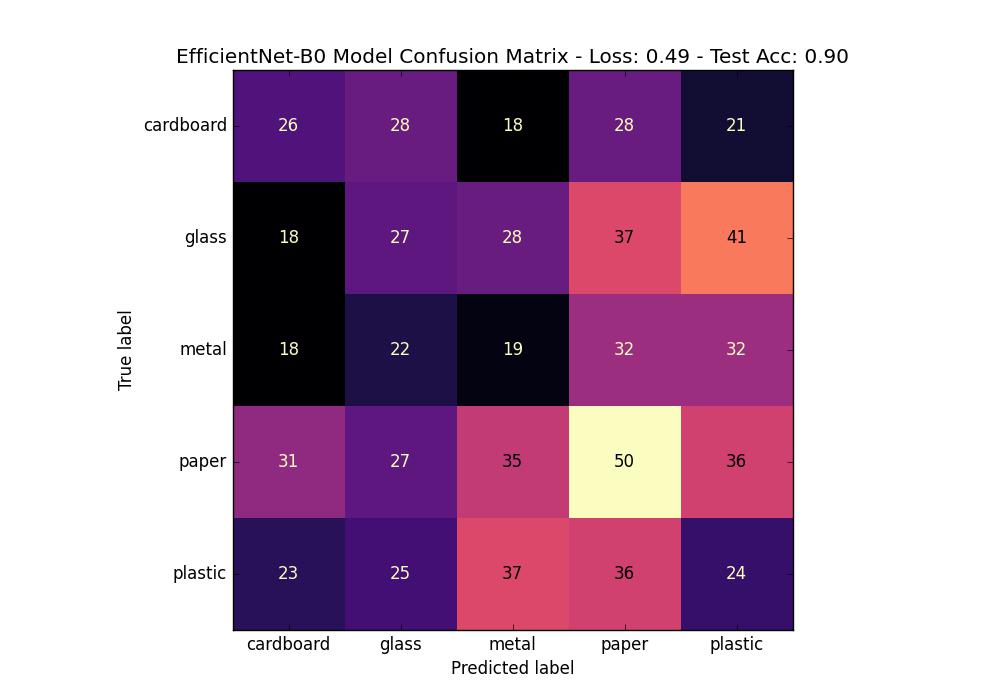 EfficientNet-B0 Model Confusion Matrix - Loss: 0.49 - Test Acc: 0.90
cardboard 26 28 18 28 21
glass 18 27 28 37 41
metal 18 22 19 32 32
paper 31 27 35 50 36
plastic 23 25 37 36 24
True label
cardboard glass metal paper plastic
Predicted label